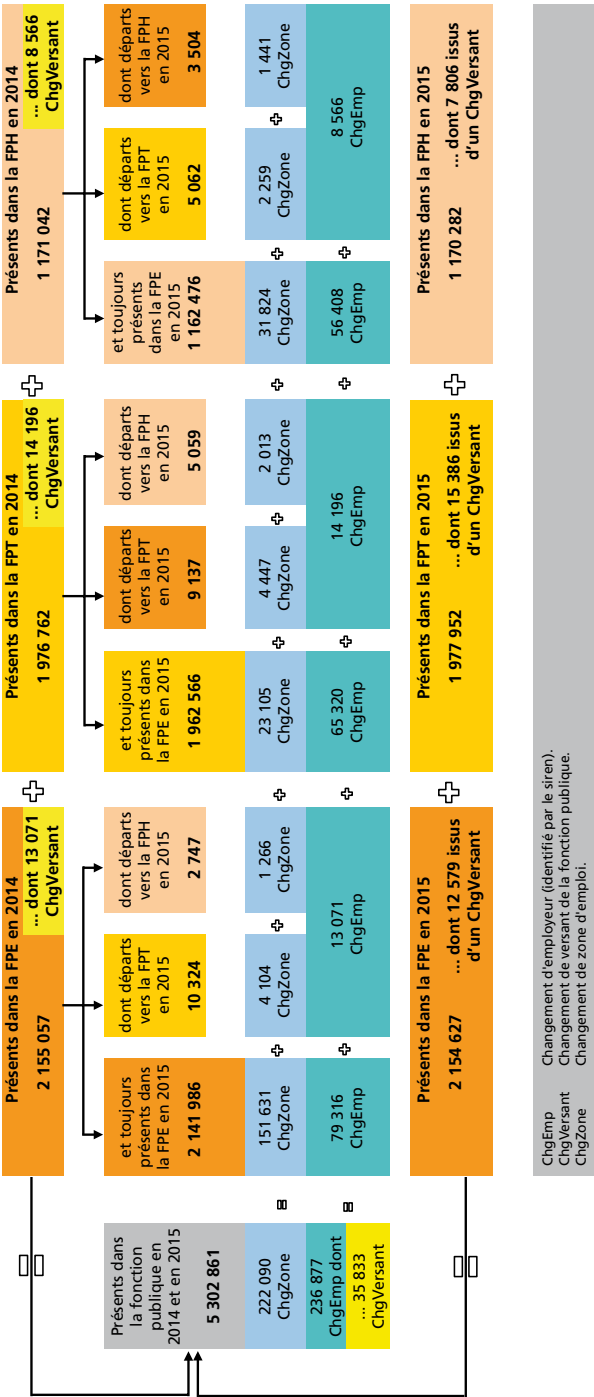 Présents dans la FPE en 2014
2 155 057
... dont 13 071
ChgVersant
Présents dans la FPT en 2014
1 976 762
... dont 14 196
ChgVersant
Présents dans la FPH en 2014
1 171 042
... dont 8 566
ChgVersant
Présents dans
la fonction
publique en
2014 et en 2015
5 302 861
et toujours
présents dans
la FPE en 2015
2 141 986
dont départs
vers la FPT
en 2015
10 324
dont départs
vers la FPH
en 2015
2 747
et toujours
présents dans
la FPE en 2015
1 962 566
dont départs
vers la FPT
en 2015
9 137
dont départs
vers la FPH
en 2015
5 059
et toujours
présents
dans la FPE
en 2015
1 162 476
dont départs
vers la FPT
en 2015
5 062
dont départs
vers la FPH
en 2015
3 504
222 090
ChgZone
151 631
ChgZone
4 104
ChgZone
1 266
ChgZone
23 105
ChgZone
4 447
ChgZone
2 013
ChgZone
31 824
ChgZone
2 259
ChgZone
1 441
ChgZone
236 877
ChgEmp dont
... 35 833
ChgVersant
79 316
ChgEmp
13 071
ChgEmp
65 320
ChgEmp
14 196
ChgEmp
56 408
ChgEmp
8 566
ChgEmp
Présents dans la FPE en 2015
2 154 627
... dont 12 579 issus
d'un ChgVersant
Présents dans la FPT en 2015
1 977 952
... dont 15 386 issus
d'un ChgVersant
Présents dans la FPH en 2015
1 170 282
... dont 7 806 issus
d'un ChgVersant
ChgEmp Changement d'employeur (identifié par le siren).
ChgVersant Changement de versant de la fonction publique.
ChgZone Changement de zone d'emploi.